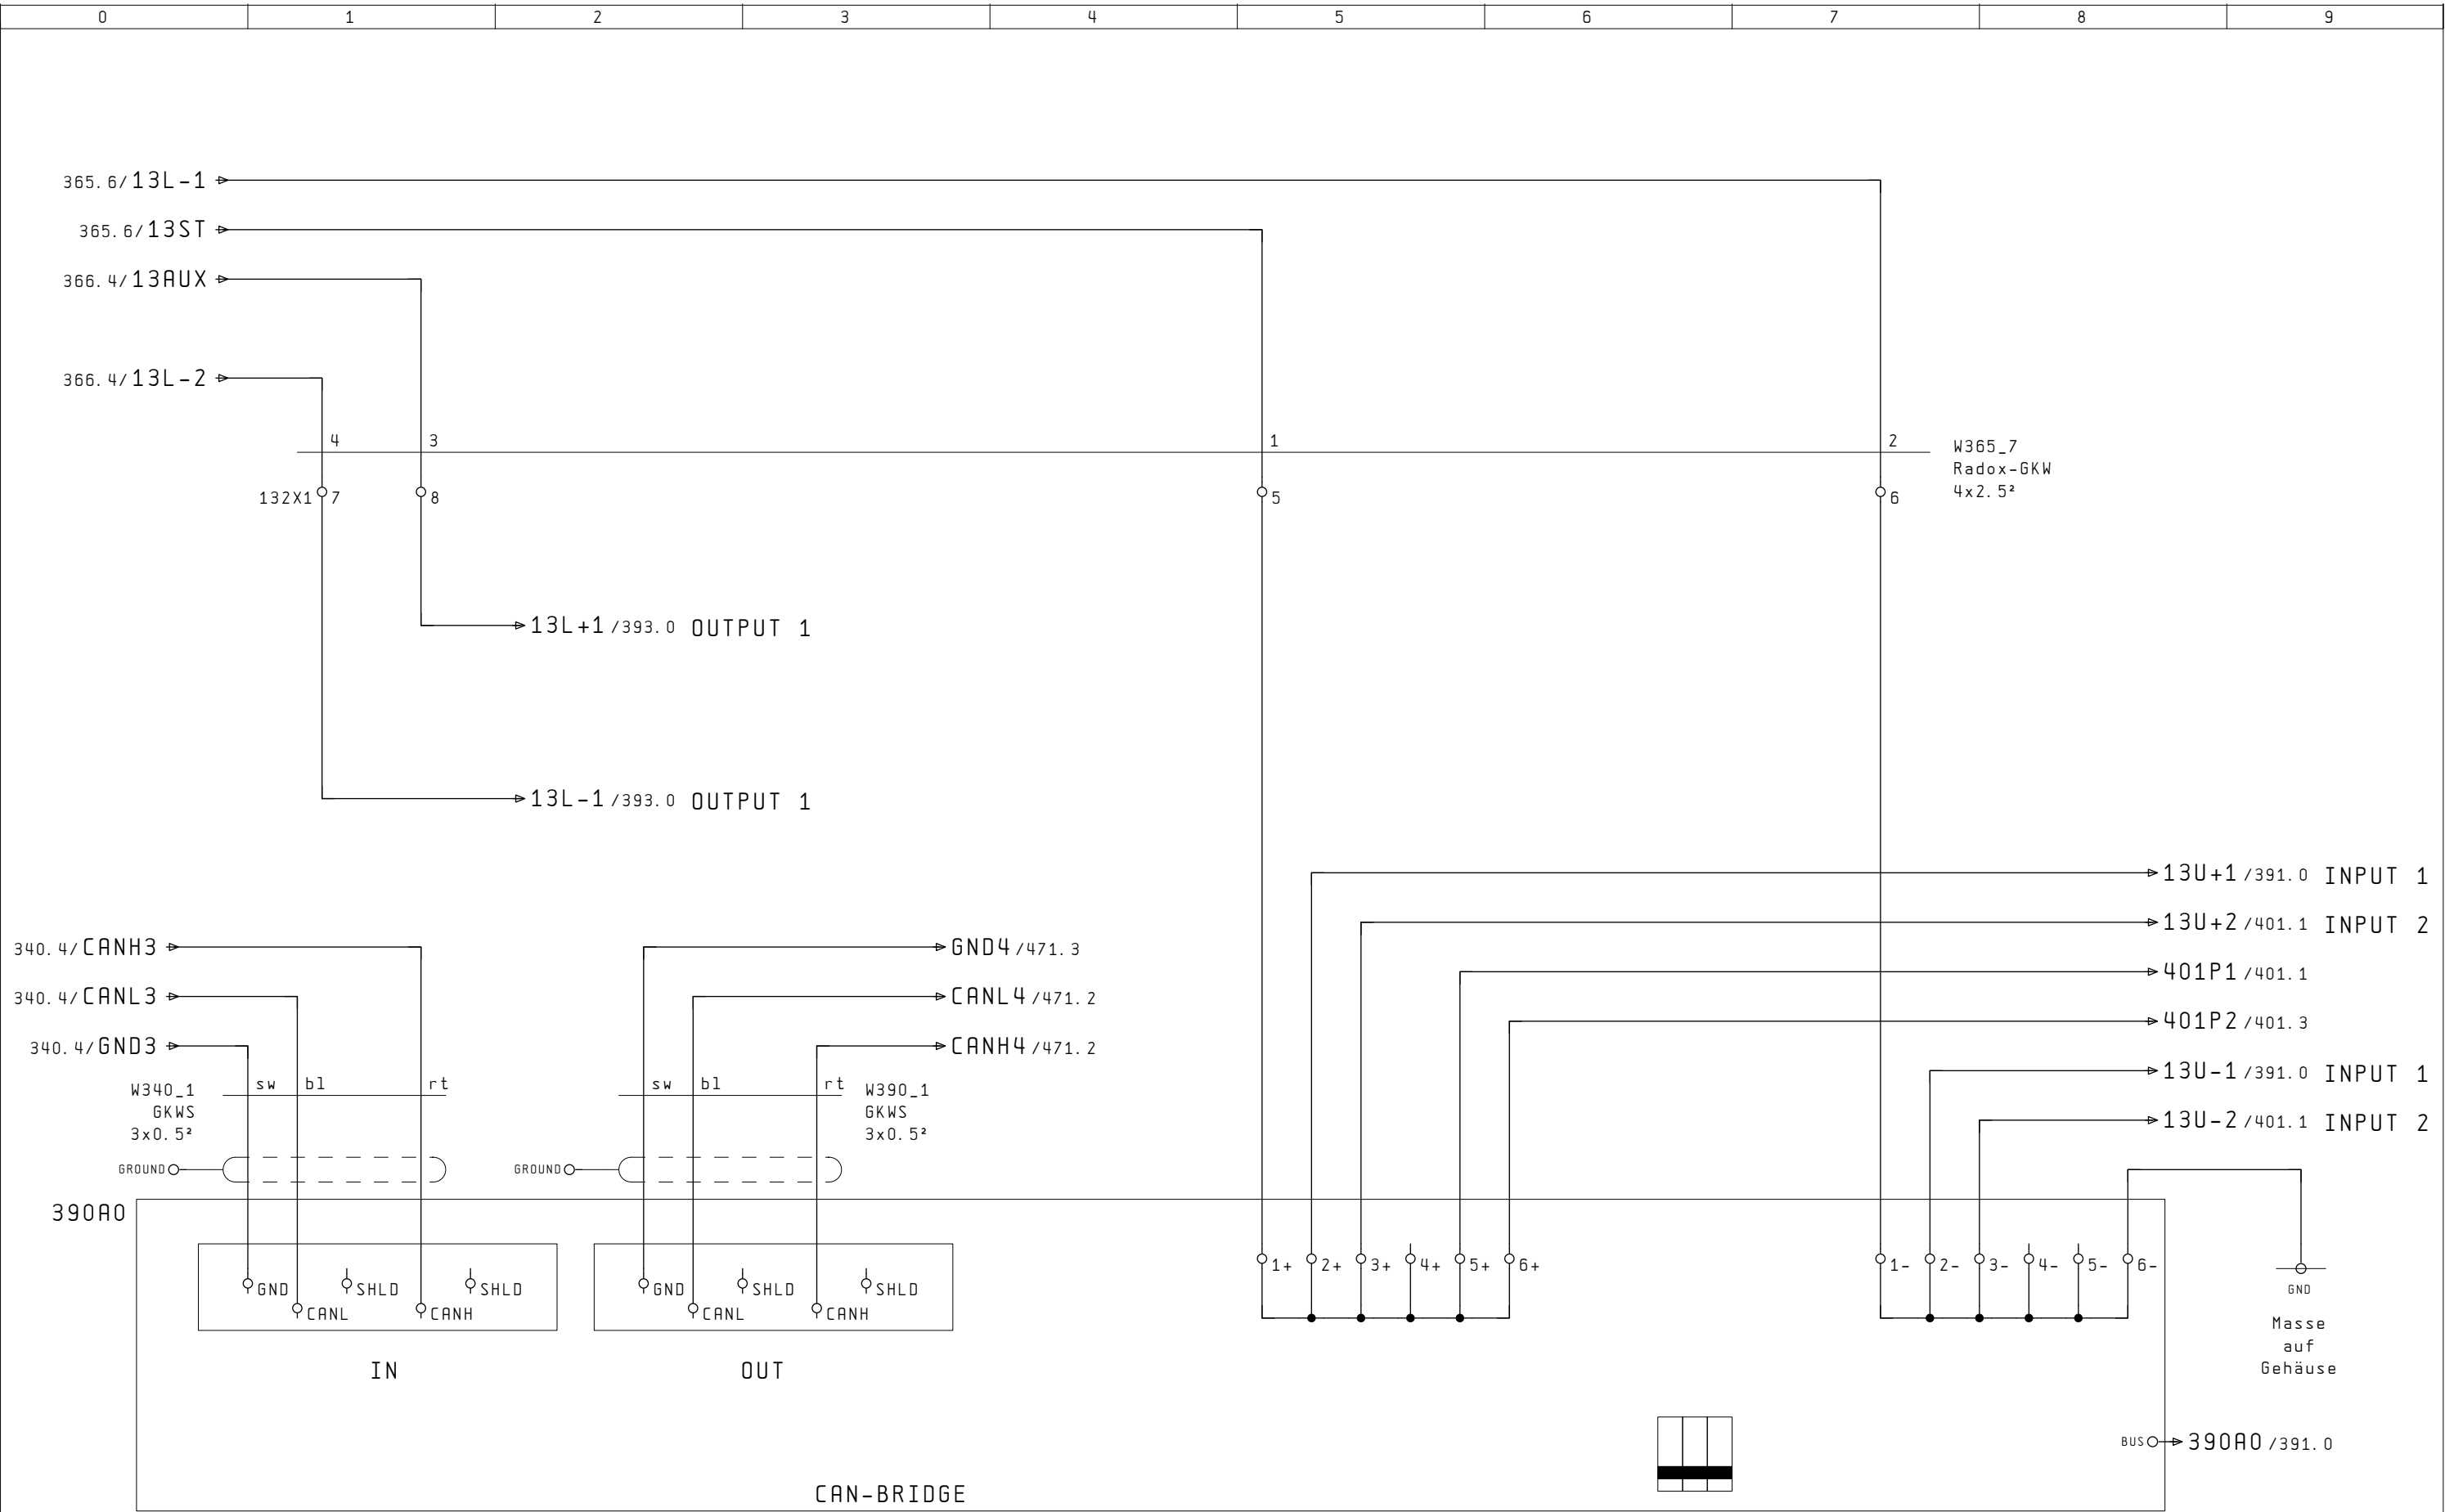 0 1 2 3 4 5 6 7 8 9
365.6/13L-1
365.6/13ST
366.4/13AUX
366.4/13L-2
4 3 1 2
W365_7
Radox-GKW
4x2.5²
132X1 7 8 5 6
13L+1/393.0 OUTPUT 1
13L-1/393.0 OUTPUT 1
13U+1/391.0 INPUT 1
13U+2/401.1 INPUT 2
340.4/CANH3 GND4/471.3
401P1/401.1
340.4/CANL3 CANL4/471.2
401P2/401.3
340.4/GND3 CANH4/471.2
13U-1/391.0 INPUT 1
sw bl rt sw bl rt
W340_1
GKWS
3x0.5²
W390_1
GKWS
3x0.5²
13U-2/401.1 INPUT 2
GROUND GROUND
390A0
1+ 2+ 3+ 4+ 5+ 6+ 1- 2- 3- 4- 5- 6-
GND SHLD SHLD GND SHLD SHLD
CANL CANH CANL CANH
GND
Masse
auf
Gehäuse
IN OUT
BUS 390A0/391.0
CAN-BRIDGE